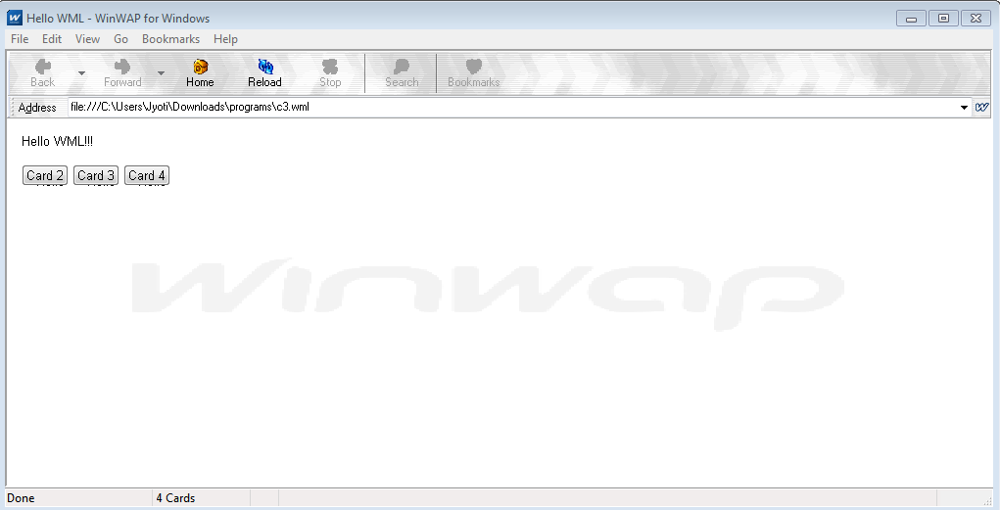 Hello WML - WinWAP for Windows
File Edit View Go Bookmarks Help
Back Forward Home Reload Stop Search Bookmarks
Address file:///C:\Users\Jyoti\Downloads\programs\c3.wml
Hello WML!!!
Card 2 Card 3 Card 4
winwap
Done 4 Cards